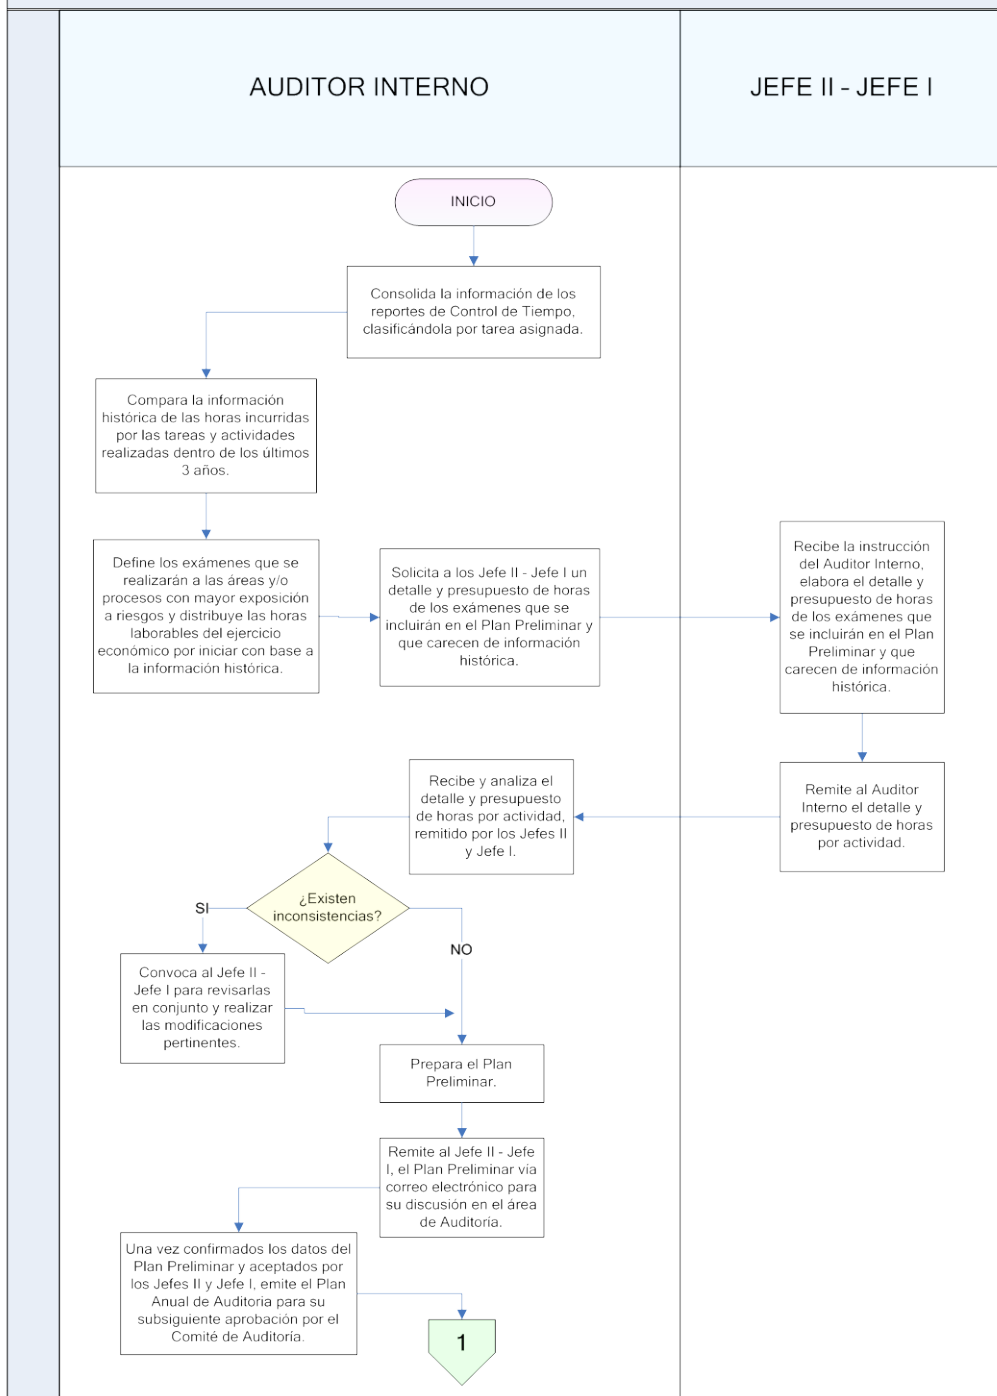 AUDITOR INTERNO
JEFE II - JEFE I
INICIO
Consolida la información de los
reportes de Control de Tiempo,
clasificándola por tarea asignada.
Compara la información
histórica de las horas incurridas
por las tareas y actividades
realizadas dentro de los últimos
3 años.
Define los exámenes que se
realizarán a las áreas y/o
procesos con mayor exposición
a riesgos y distribuye las horas
laborables del ejercicio
económico por iniciar con base a
la información histórica.
Solicita a los Jefe II - Jefe I un
detalle y presupuesto de horas
de los exámenes que se
incluirán en el Plan Preliminar y
que carecen de información
histórica.
Recibe la instrucción
del Auditor Interno,
elabora el detalle y
presupuesto de horas
de los exámenes que
se incluirán en el Plan
Preliminar y que
carecen de información
histórica.
Remite al Auditor
Interno el detalle y
presupuesto de horas
por actividad.
Recibe y analiza el
detalle y presupuesto
de horas por actividad,
remitido por los Jefes II
y Jefe I.
¿Existen
inconsistencias?
SI
NO
Convoca al Jefe II -
Jefe I para revisarlas
en conjunto y realizar
las modificaciones
pertinentes.
Prepara el Plan
Preliminar.
Remite al Jefe II - Jefe
I, el Plan Preliminar vía
correo electrónico para
su discusión en el área
de Auditoría.
Una vez confirmados los datos del
Plan Preliminar y aceptados por
los Jefes II y Jefe I, emite el Plan
Anual de Auditoria para su
subsiguiente aprobación por el
Comité de Auditoría.
1